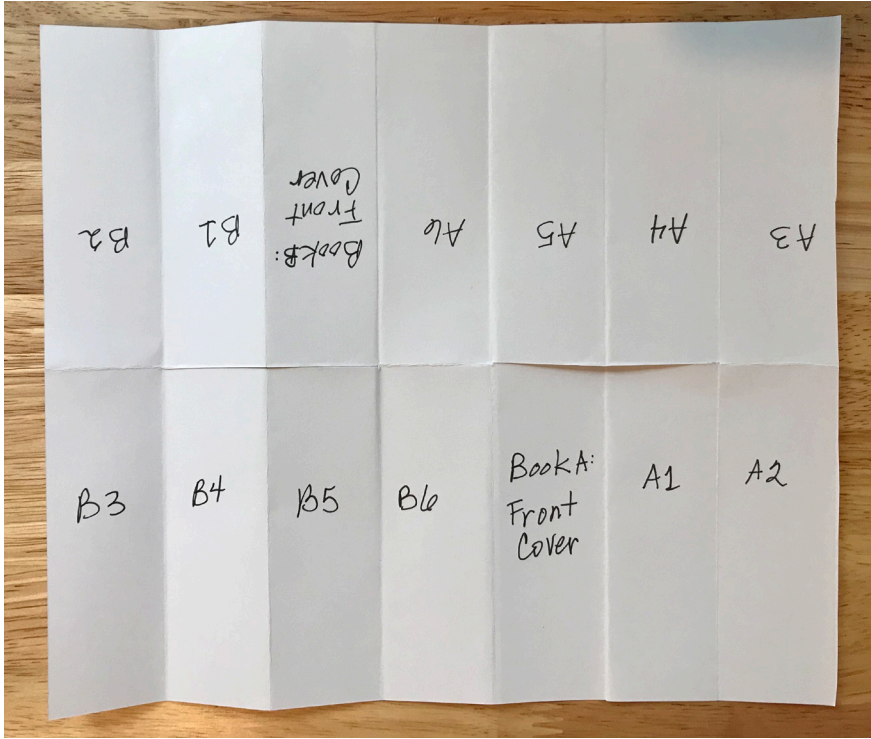 B2
B1
Book B:
Front
Cover
A6
A5
A4
A3
B3
B4
B5
B6
Book A:
Front
Cover
A1
A2